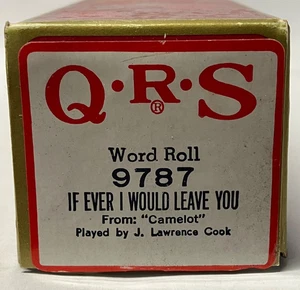 Q·R·S
®
Word Roll
9787
IF EVER I WOULD LEAVE YOU
From: "Camelot"
Played by J. Lawrence Cook